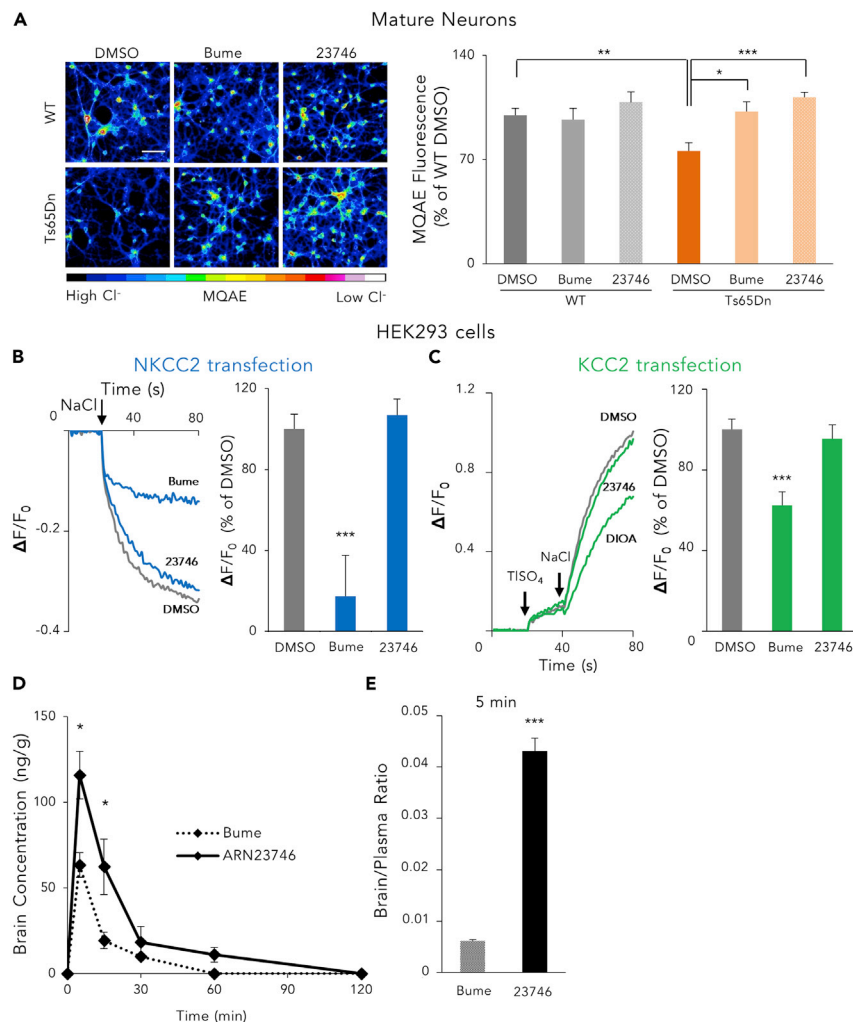 A
Mature Neurons
DMSO Bume 23746
WT
Ts65Dn
High Cl- MQAE Low Cl-
MQAE Fluorescence
(% of WT DMSO)
140
70
0
** ***
*
DMSO Bume 23746 DMSO Bume 23746
WT Ts65Dn
HEK293 cells
B
NKCC2 transfection
Time (s)
NaCl
0 40 80
ΔF/F0
-0.2
-0.4
Bume
23746
DMSO
ΔF/F0 (% of DMSO)
120
80
40
0
***
DMSO Bume 23746
C
KCC2 transfection
ΔF/F0
1.2
0.8
0.4
0
DMSO
23746
DIOA
NaCl
TlSO4
0 40 80
Time (s)
ΔF/F0 (% of DMSO)
120
80
40
0
***
DMSO Bume 23746
D
Brain Concentration (ng/g)
150
100
50
0
*
*
Bume
ARN23746
0 30 60 90 120
Time (min)
E
5 min
Brain/Plasma Ratio
0.05
0.04
0.03
0.02
0.01
0
***
Bume 23746